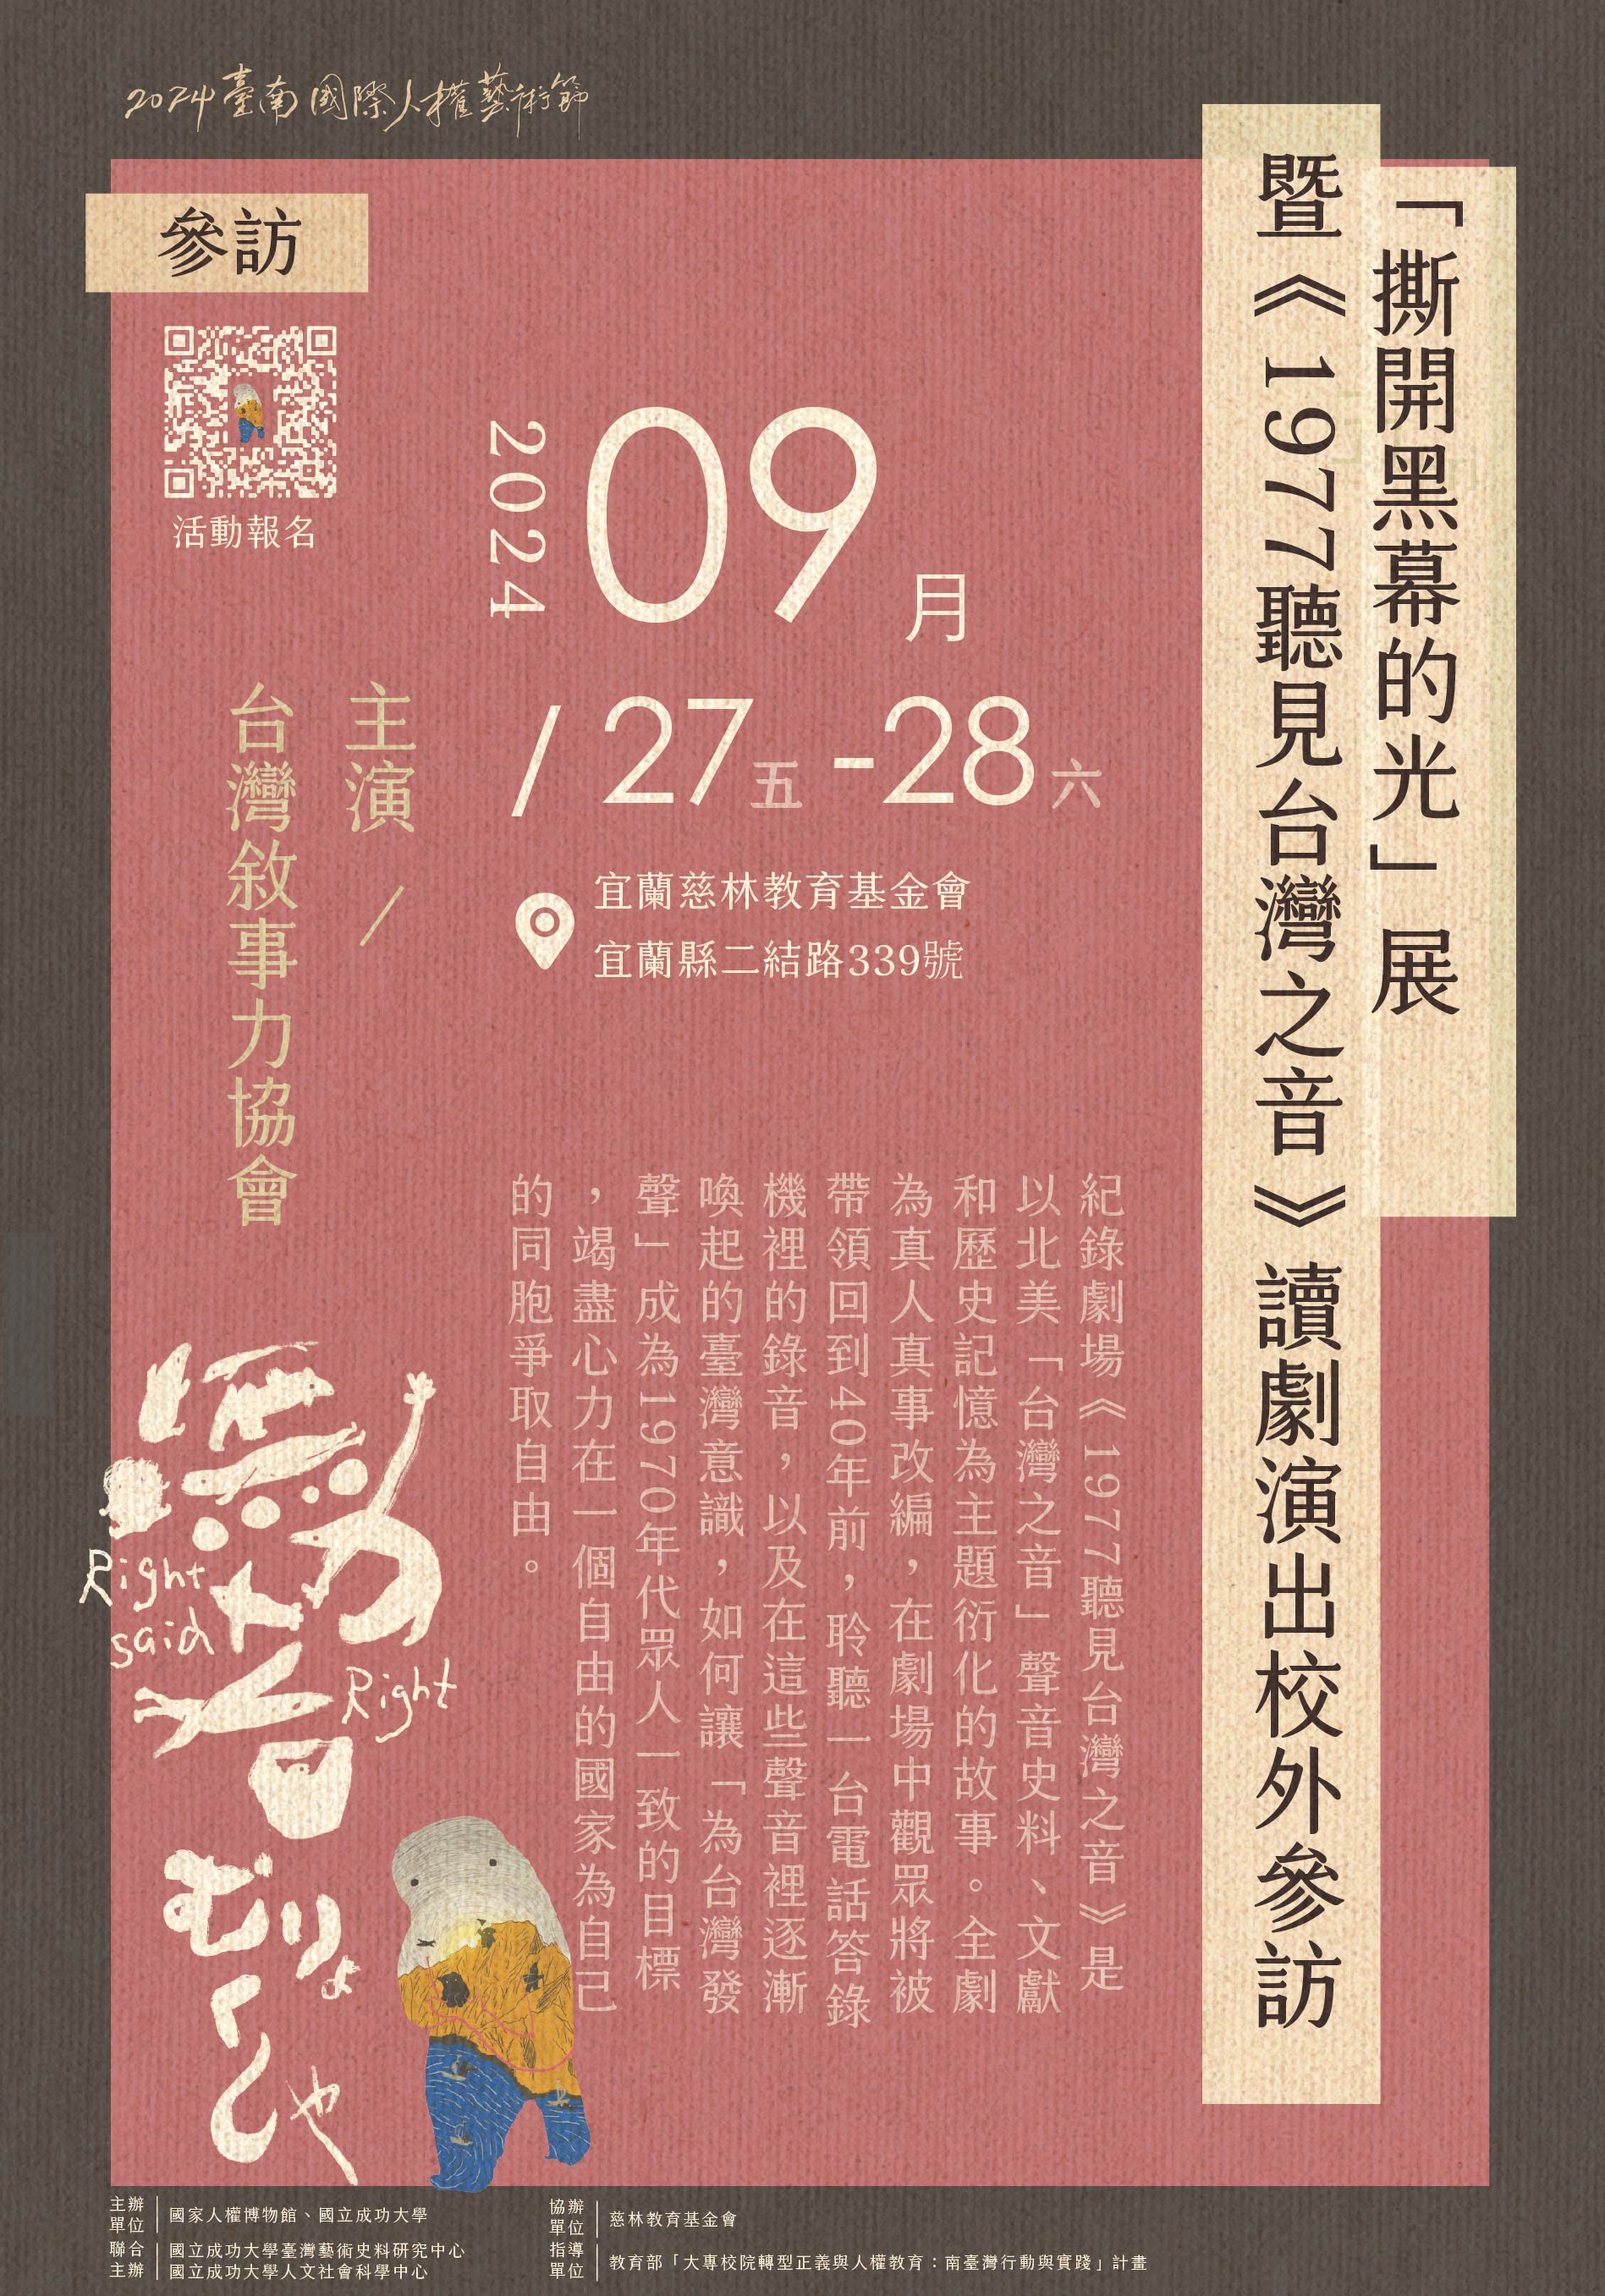 2024臺南國際人權藝術節
「撕開黑幕的光」展
暨《1977聽見台灣之音》讀劇演出校外參訪
參訪
活動報名
2024
09月
/ 27五-28六
宜蘭慈林教育基金會
宜蘭縣二結路339號
主演/
台灣敘事力協會
紀錄劇場《1977聽見台灣之音》是
以北美「台灣之音」聲音史料、文獻
和歷史記憶為主題衍化的故事。全劇
為真人真事改編，在劇場中觀眾將被
帶領回到40年前，聆聽一台電話答錄
機裡的錄音，以及在這些聲音裡逐漸
喚起的臺灣意識，如何讓「為台灣發
聲」成為1970年代眾人一致的目標
，竭盡心力在一個自由的國家為自己
的同胞爭取自由。
Right
said
Right
主辦
單位
國家人權博物館、國立成功大學
聯合
主辦
國立成功大學臺灣藝術史料研究中心
國立成功大學人文社會科學中心
協辦
單位
慈林教育基金會
指導
單位
教育部「大專校院轉型正義與人權教育：南臺灣行動與實踐」計畫